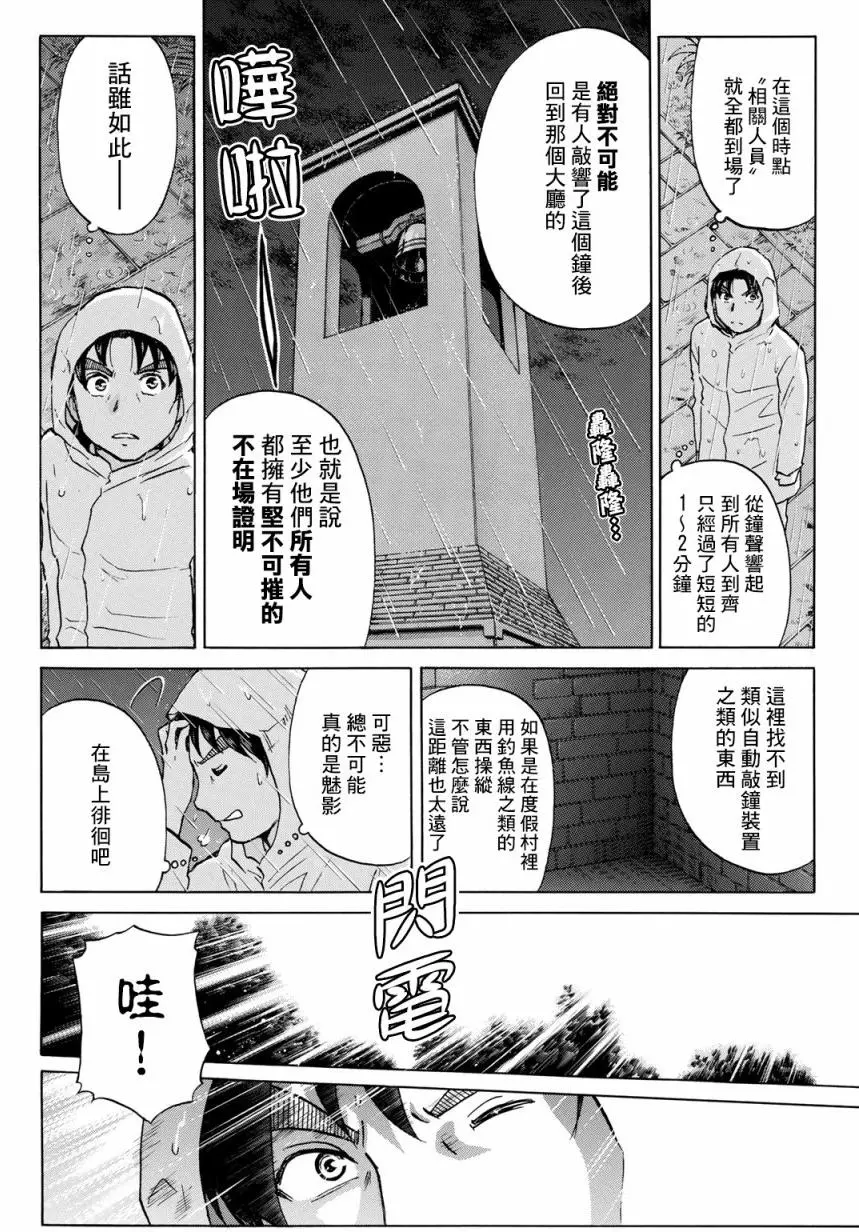 在這個時點
〝相關人員〞
就全都到場了
從鐘聲響起
到所有人到齊
只經過了短短的
1～2分鐘
絕對不可能
是有人敲響了這個鐘後
回到那個大廳的
嘩啦
轟隆轟隆…
也就是說
至少他們所有人
都擁有堅不可摧的
不在場證明
話雖如此——
這裡找不到
類似自動敲鐘裝置
之類的東西
如果是在度假村裡
用釣魚線之類的
東西操縱
不管怎麼說
這距離也太遠了
可惡…
總不可能
真的是魅影
在島上徘徊吧
閃電
哇！